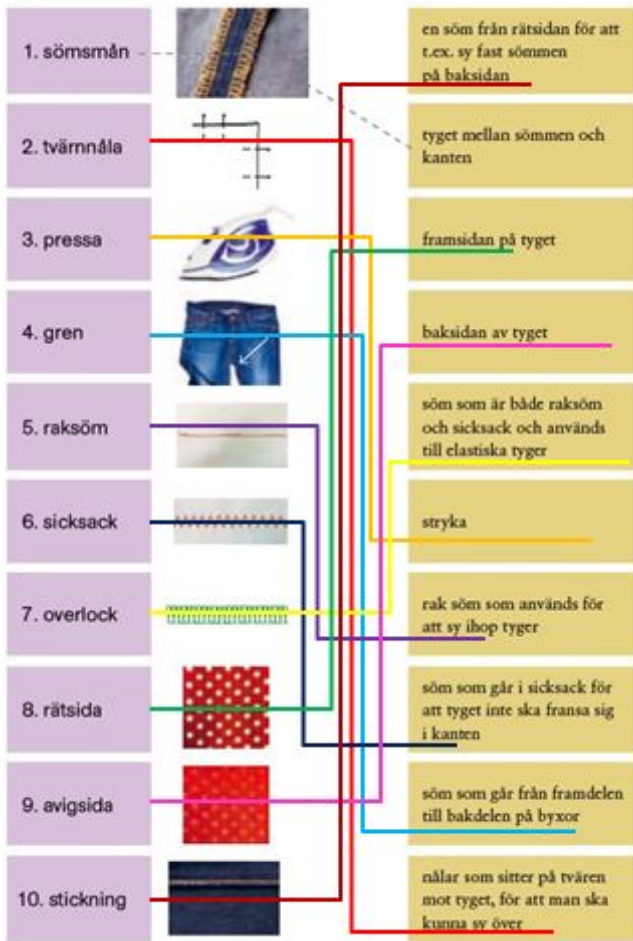 1. sömsmån
en söm från rätsidan för att
t.ex. sy fast sömmen
på baksidan
2. tvärnnåla
tyget mellan sömmen och
kanten
3. pressa
framsidan på tyget
4. gren
baksidan av tyget
5. raksöm
söm som är både raksöm
och sicksack och används
till elastiska tyger
6. sicksack
stryka
7. overlock
rak söm som används för
att sy ihop tyger
8. rätsida
söm som går i sicksack för
att tyget inte ska fransa sig
i kanten
9. avigsida
söm som går från framdelen
till bakdelen på byxor
10. stickning
nålar som sitter på tvären
mot tyget, för att man ska
kunna sy över